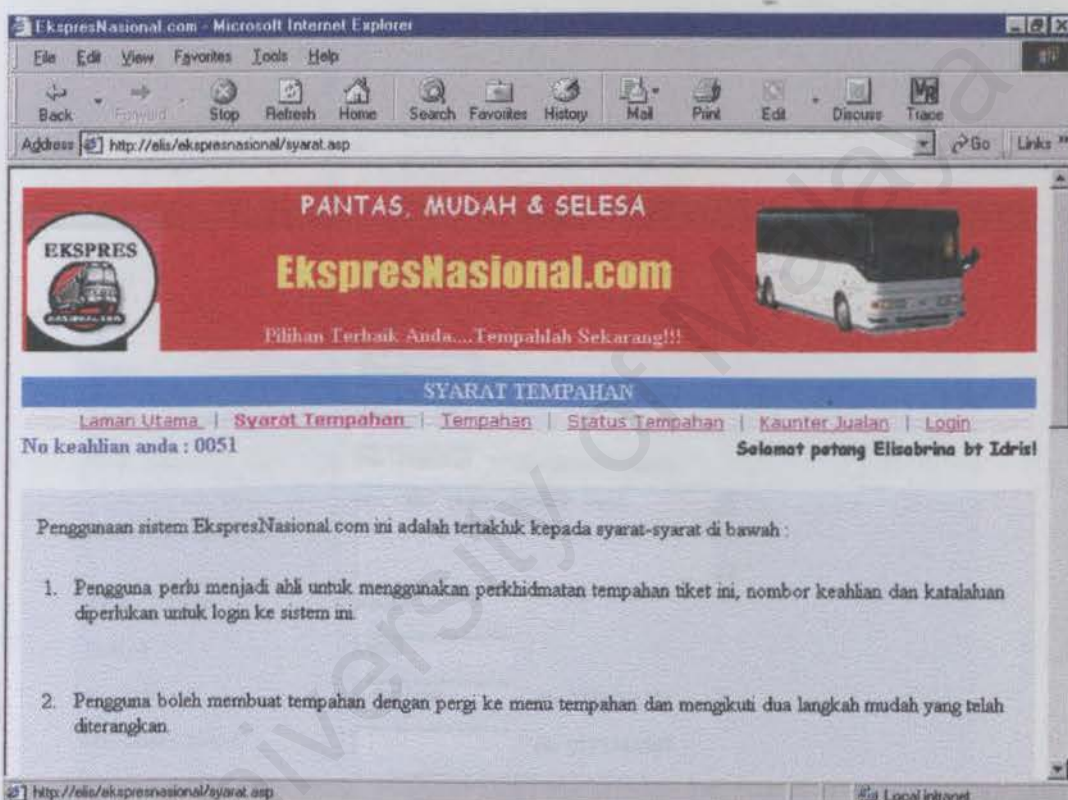 EkspresNasional.com - Microsoft Internet Explorer
File Edit View Favorites Tools Help
Back Forward Stop Refresh Home Search Favorites History Mail Print Edit Discuss Trace
Address http://elis/ekspresnasional/syarat.asp Go Links »
PANTAS, MUDAH & SELESA
EKSPRES
EkspresNasional.com
Pilihan Terbaik Anda....Tempahlah Sekarang!!!
SYARAT TEMPAHAN
Laman Utama | Syarat Tempahan | Tempahan | Status Tempahan | Kaunter Jualan | Login
No keahlian anda : 0051 Selamat petang Elisabrina bt Idris!
Penggunaan sistem EkspresNasional.com ini adalah tertakluk kepada syarat-syarat di bawah :
1. Pengguna perlu menjadi ahli untuk menggunakan perkhidmatan tempahan tiket ini, nombor keahlian dan katalaluan
diperlukan untuk login ke sistem ini.
2. Pengguna boleh membuat tempahan dengan pergi ke menu tempahan dan mengikuti dua langkah mudah yang telah
diterangkan.
http://elis/ekspresnasional/syarat.asp Local intranet
University of Malaya